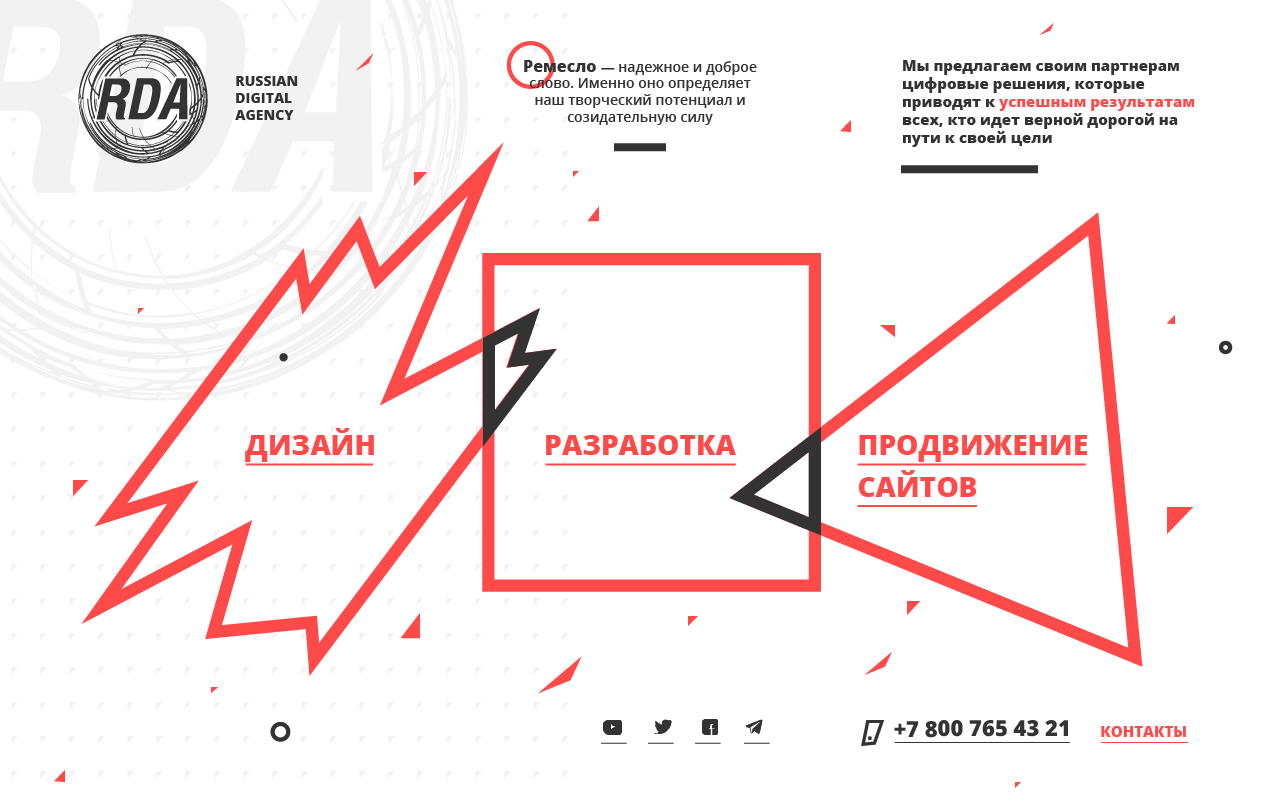 RDA
RDA
RUSSIAN
DIGITAL
AGENCY
Ремесло — надежное и доброе
слово. Именно оно определяет
наш творческий потенциал и
созидательную силу
Мы предлагаем своим партнерам
цифровые решения, которые
приводят к успешным результатам
всех, кто идет верной дорогой на
пути к своей цели
ДИЗАЙН
РАЗРАБОТКА
ПРОДВИЖЕНИЕ
САЙТОВ
+7 800 765 43 21
КОНТАКТЫ